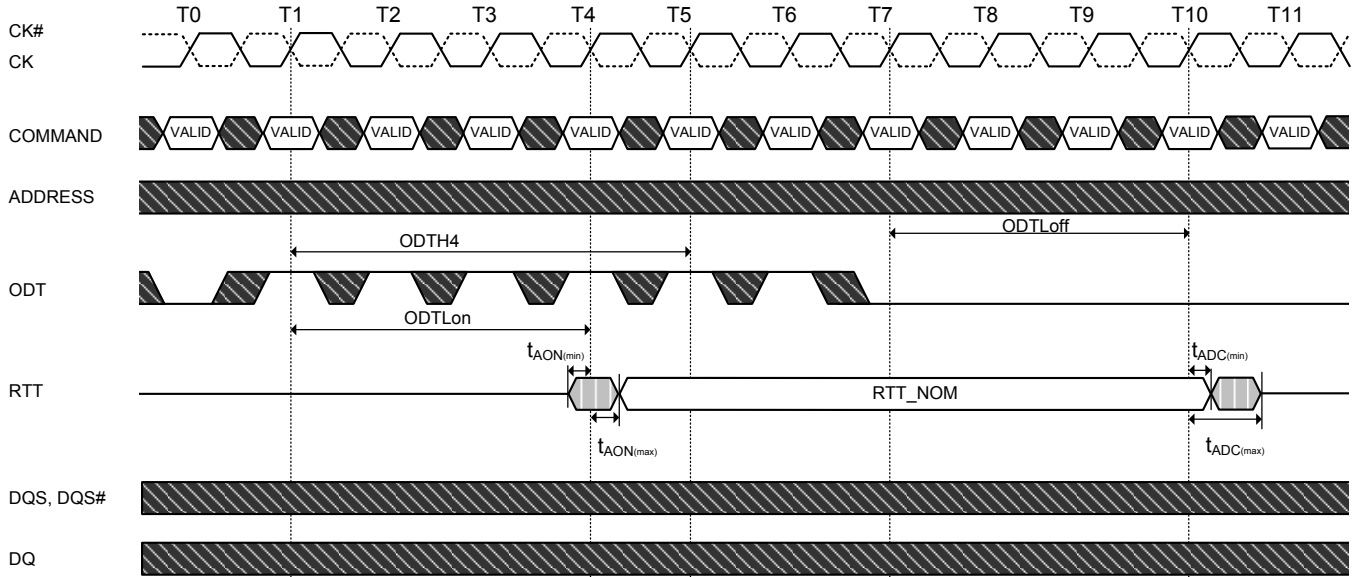 T0 T1 T2 T3 T4 T5 T6 T7 T8 T9 T10 T11
CK#
CK
COMMAND VALID VALID VALID VALID VALID VALID VALID VALID VALID VALID VALID VALID
ADDRESS
ODTLoff
ODTH4
ODT
ODTLon
tAON(min) tADC(min)
RTT RTT_NOM
tAON(max) tADC(max)
DQS, DQS#
DQ